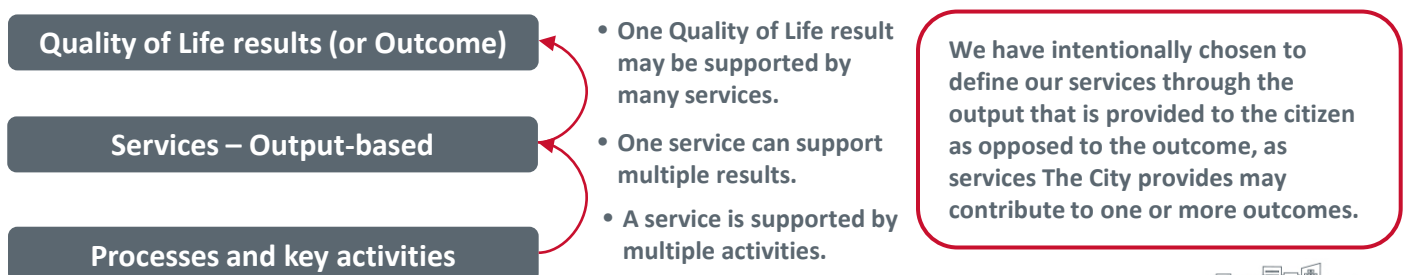 Quality of Life results (or Outcome)
Services – Output-based
Processes and key activities
• One Quality of Life result
may be supported by
many services.
• One service can support
multiple results.
• A service is supported by
multiple activities.
We have intentionally chosen to
define our services through the
output that is provided to the citizen
as opposed to the outcome, as
services The City provides may
contribute to one or more outcomes.